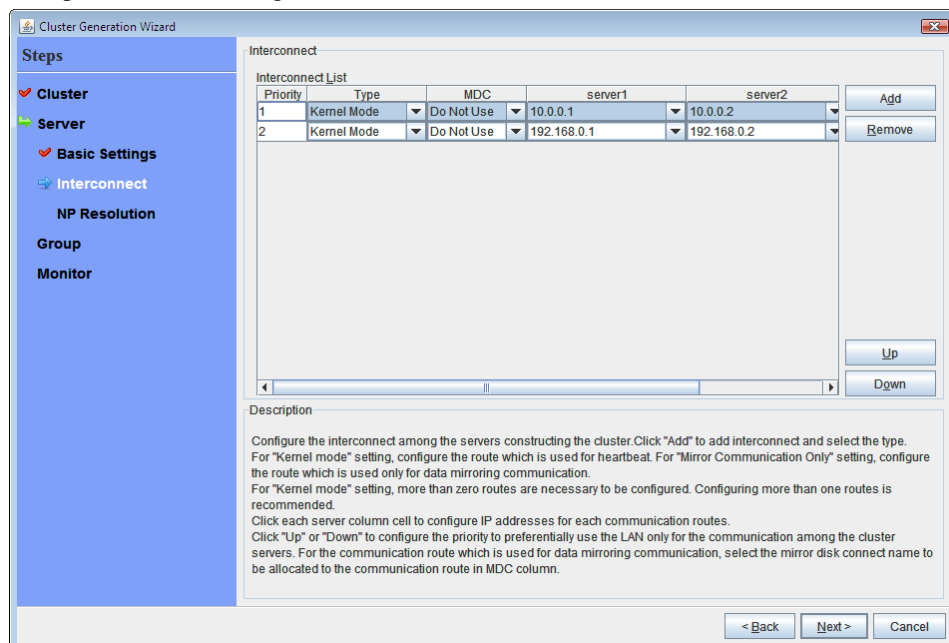 Cluster Generation Wizard
Steps
Cluster
Server
Basic Settings
Interconnect
NP Resolution
Group
Monitor
Interconnect
Interconnect List
Priority Type MDC server1 server2
1 Kernel Mode Do Not Use 10.0.0.1 10.0.0.2
2 Kernel Mode Do Not Use 192.168.0.1 192.168.0.2
Add
Remove
Up
Down
Description
Configure the interconnect among the servers constructing the cluster.Click "Add" to add interconnect and select the type.
For "Kernel mode" setting, configure the route which is used for heartbeat. For "Mirror Communication Only" setting, configure
the route which is used only for data mirroring communication.
For "Kernel mode" setting, more than zero routes are necessary to be configured. Configuring more than one routes is
recommended.
Click each server column cell to configure IP addresses for each communication routes.
Click "Up" or "Down" to configure the priority to preferentially use the LAN only for the communication among the cluster
servers. For the communication route which is used for data mirroring communication, select the mirror disk connect name to
be allocated to the communication route in MDC column.
< Back
Next >
Cancel